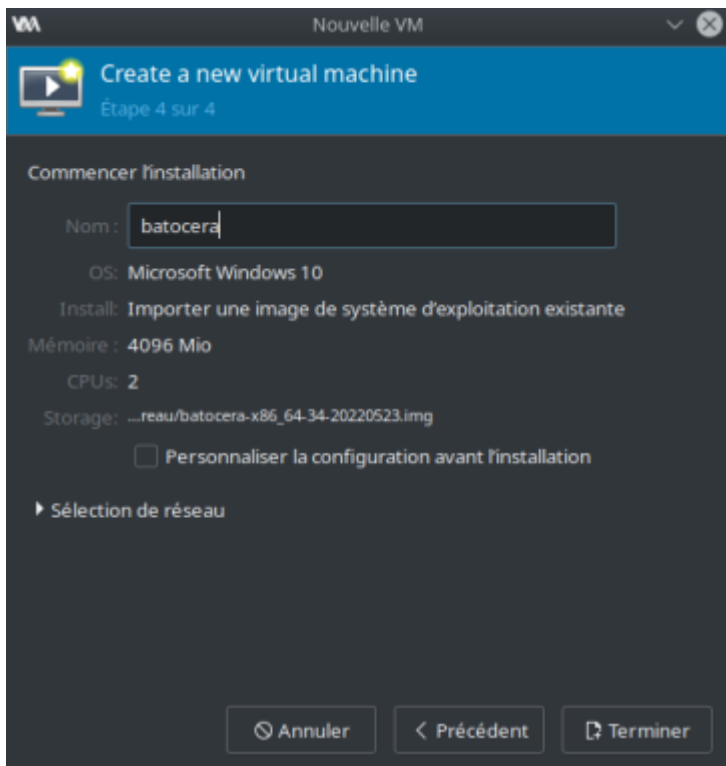 Nouvelle VM
Create a new virtual machine
Étape 4 sur 4
Commencer l'installation
Nom : batocera
OS: Microsoft Windows 10
Install: Importer une image de système d'exploitation existante
Mémoire : 4096 Mio
CPUs: 2
Storage: ...reau/batocera-x86_64-34-20220523.img
Personnaliser la configuration avant l'installation
Sélection de réseau
Annuler Précédent Terminer